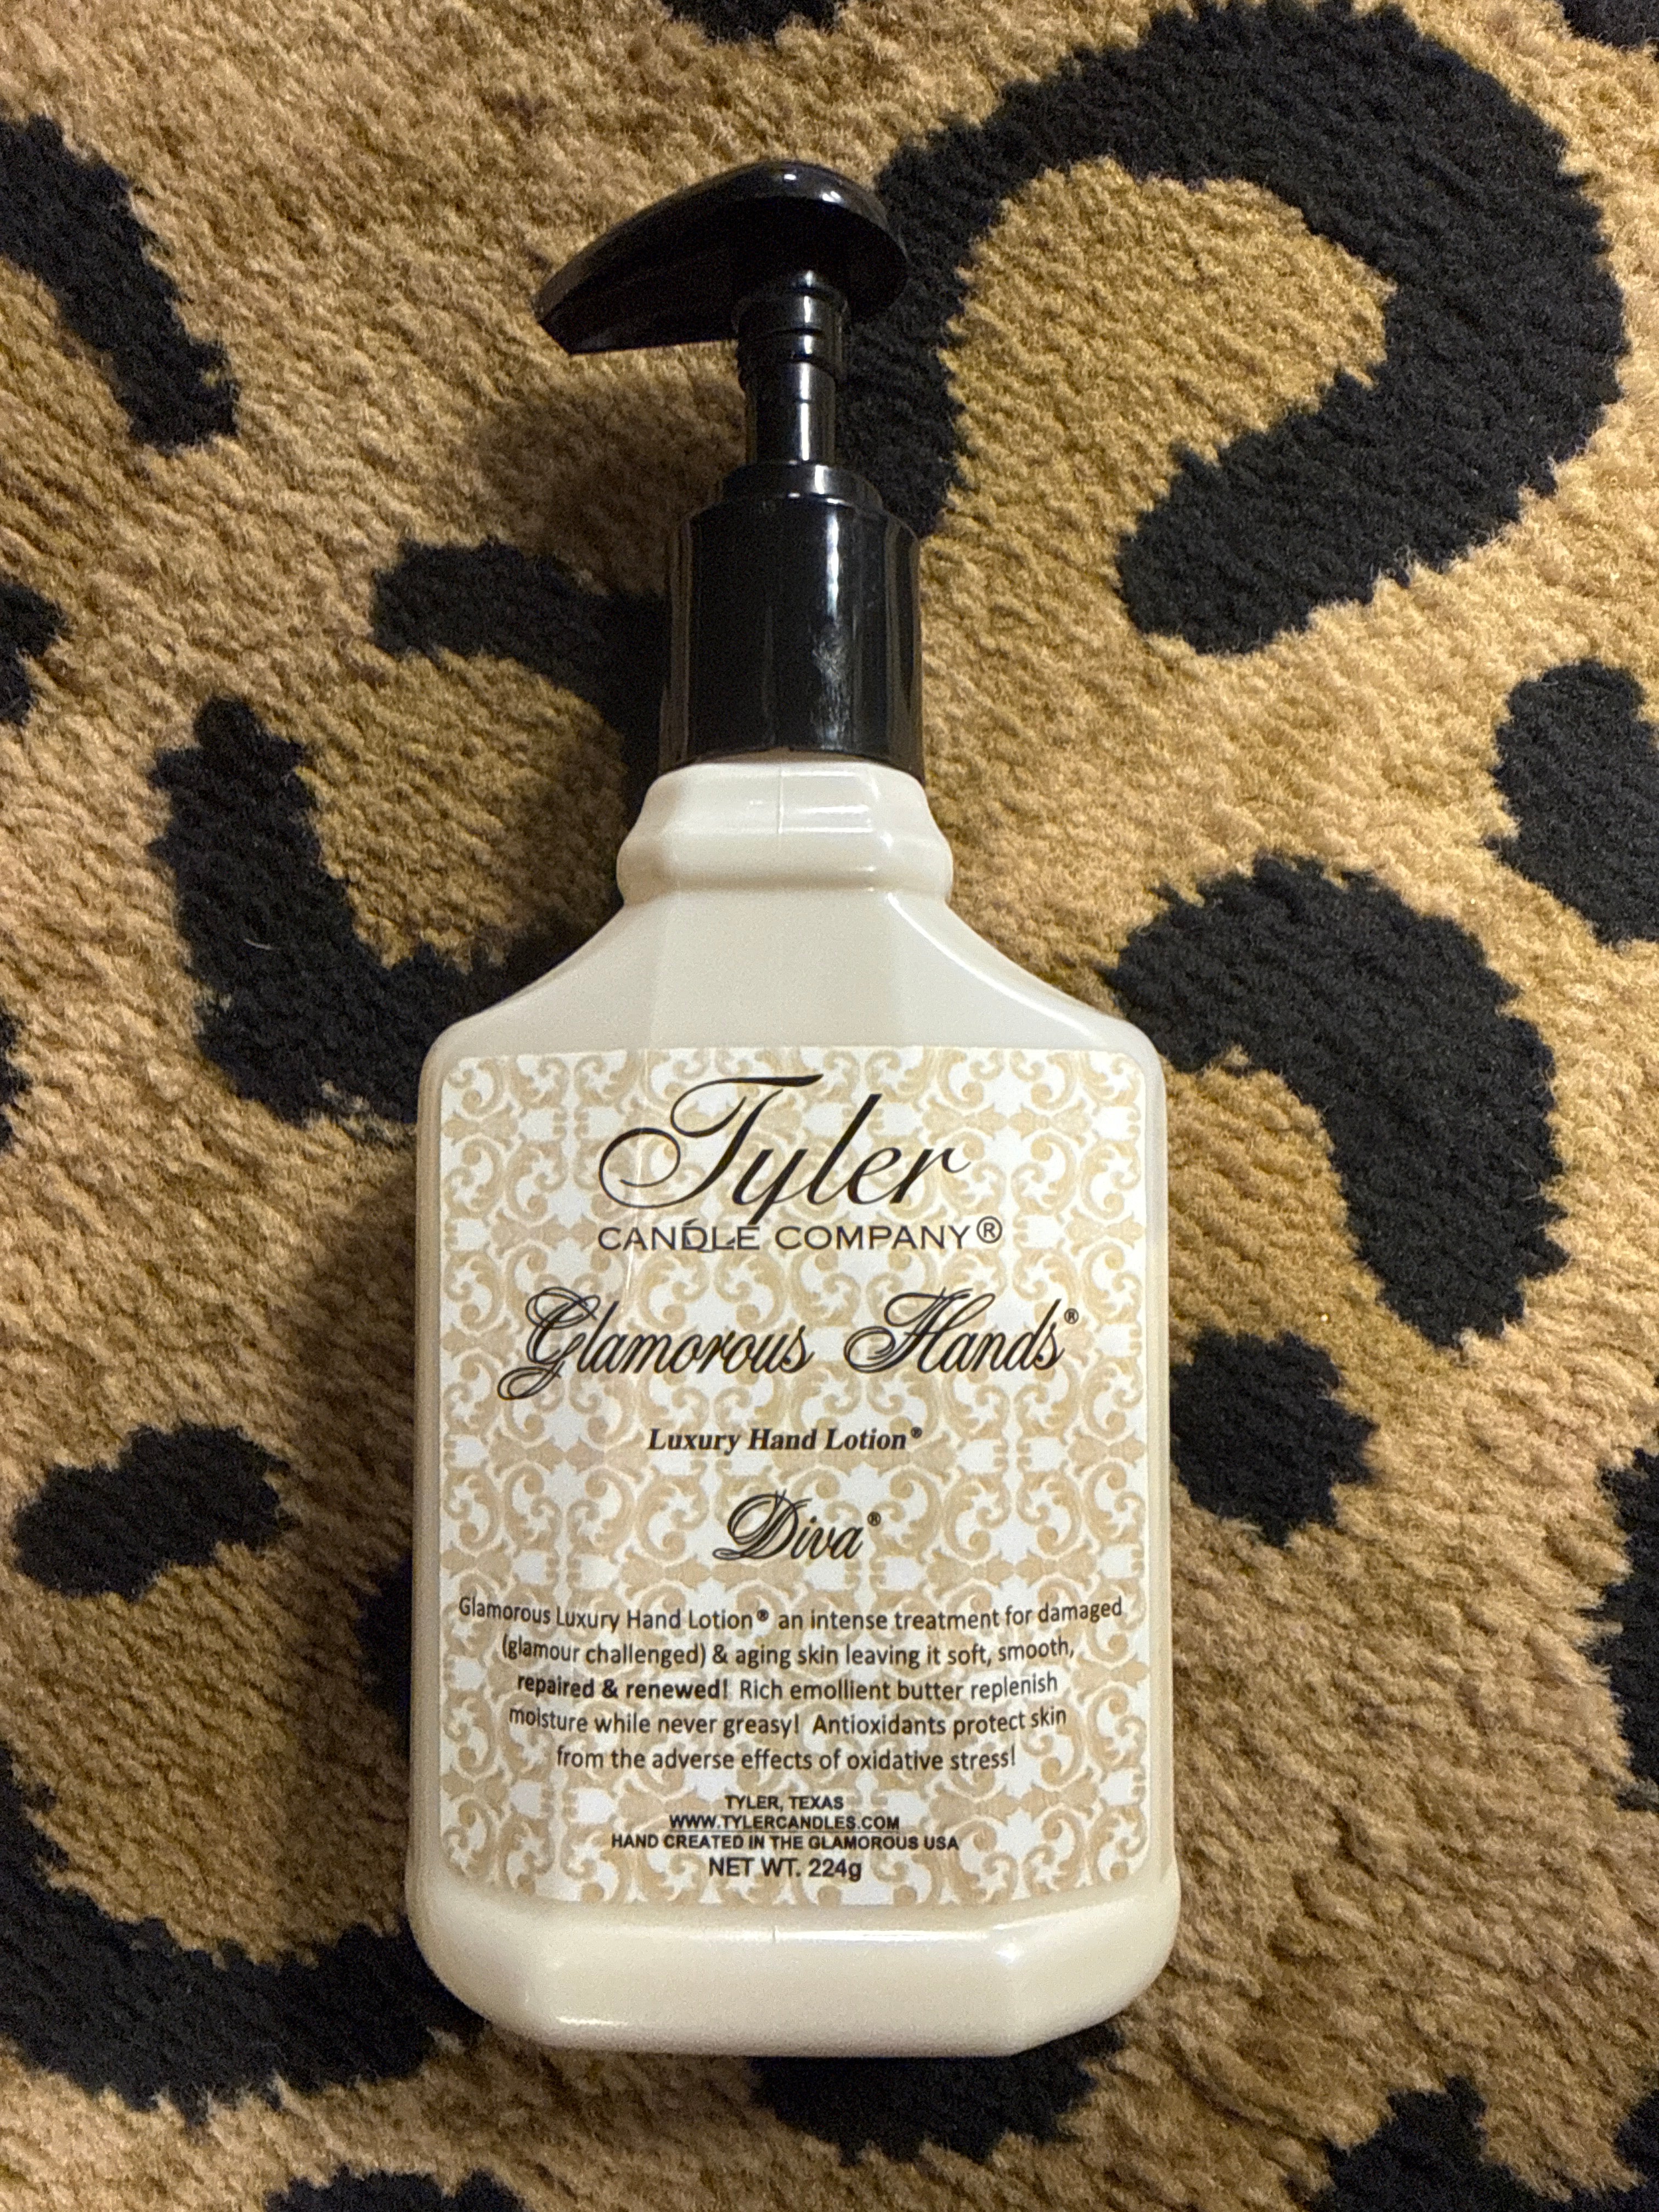 Tyler
CANDLE COMPANY®
Glamorous Hands®
Luxury Hand Lotion®
Diva®
Glamorous Luxury Hand Lotion® an intense treatment for damaged
(glamour challenged) & aging skin leaving it soft, smooth,
repaired & renewed! Rich emollient butter replenish
moisture while never greasy! Antioxidants protect skin
from the adverse effects of oxidative stress!
TYLER, TEXAS
WWW.TYLERCANDLES.COM
HAND CREATED IN THE GLAMOROUS USA
NET WT. 224g